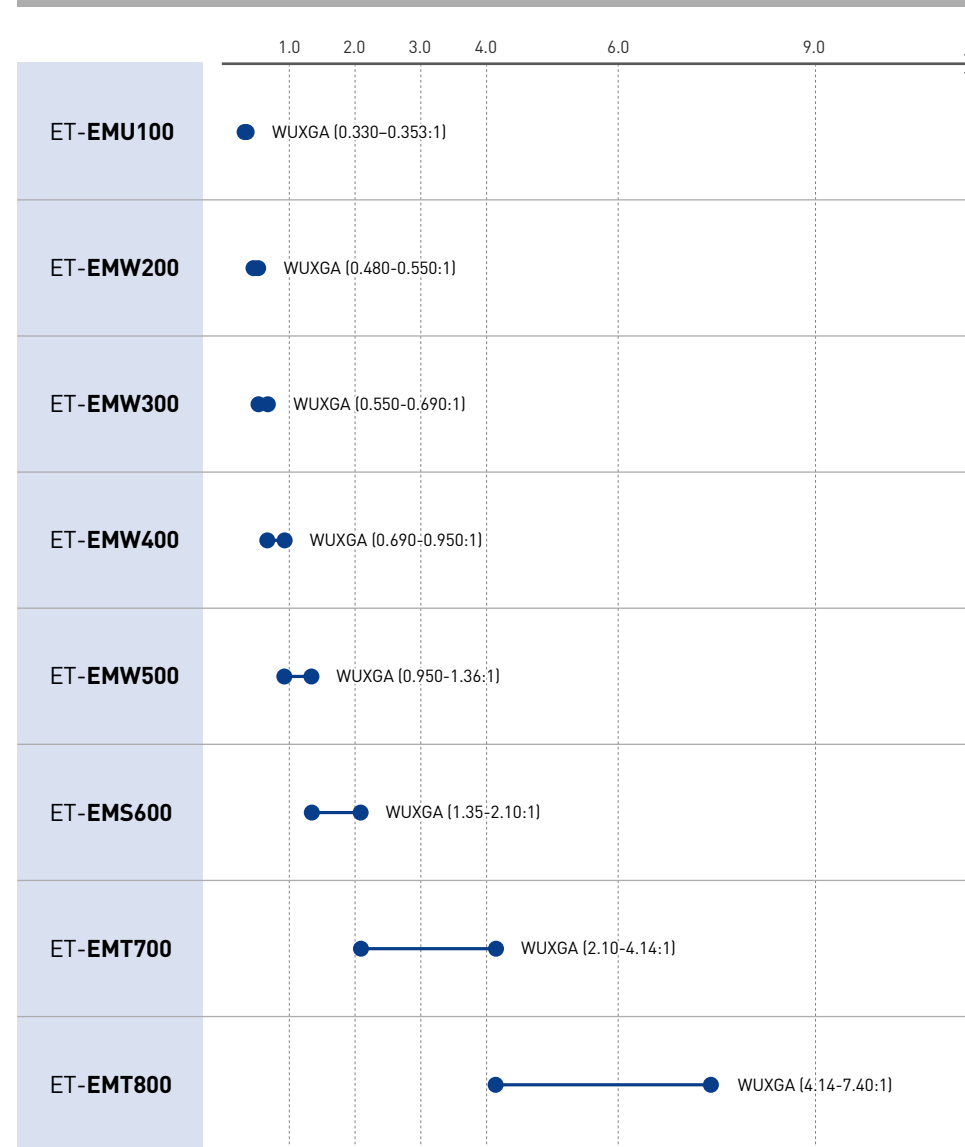 1.0 2.0 3.0 4.0 6.0 9.0
ET-EMU100 WUXGA (0.330–0.353:1)
ET-EMW200 WUXGA (0.480-0.550:1)
ET-EMW300 WUXGA (0.550-0.690:1)
ET-EMW400 WUXGA (0.690-0.950:1)
ET-EMW500 WUXGA (0.950-1.36:1)
ET-EMS600 WUXGA (1.35-2.10:1)
ET-EMT700 WUXGA (2.10-4.14:1)
ET-EMT800 WUXGA (4.14-7.40:1)